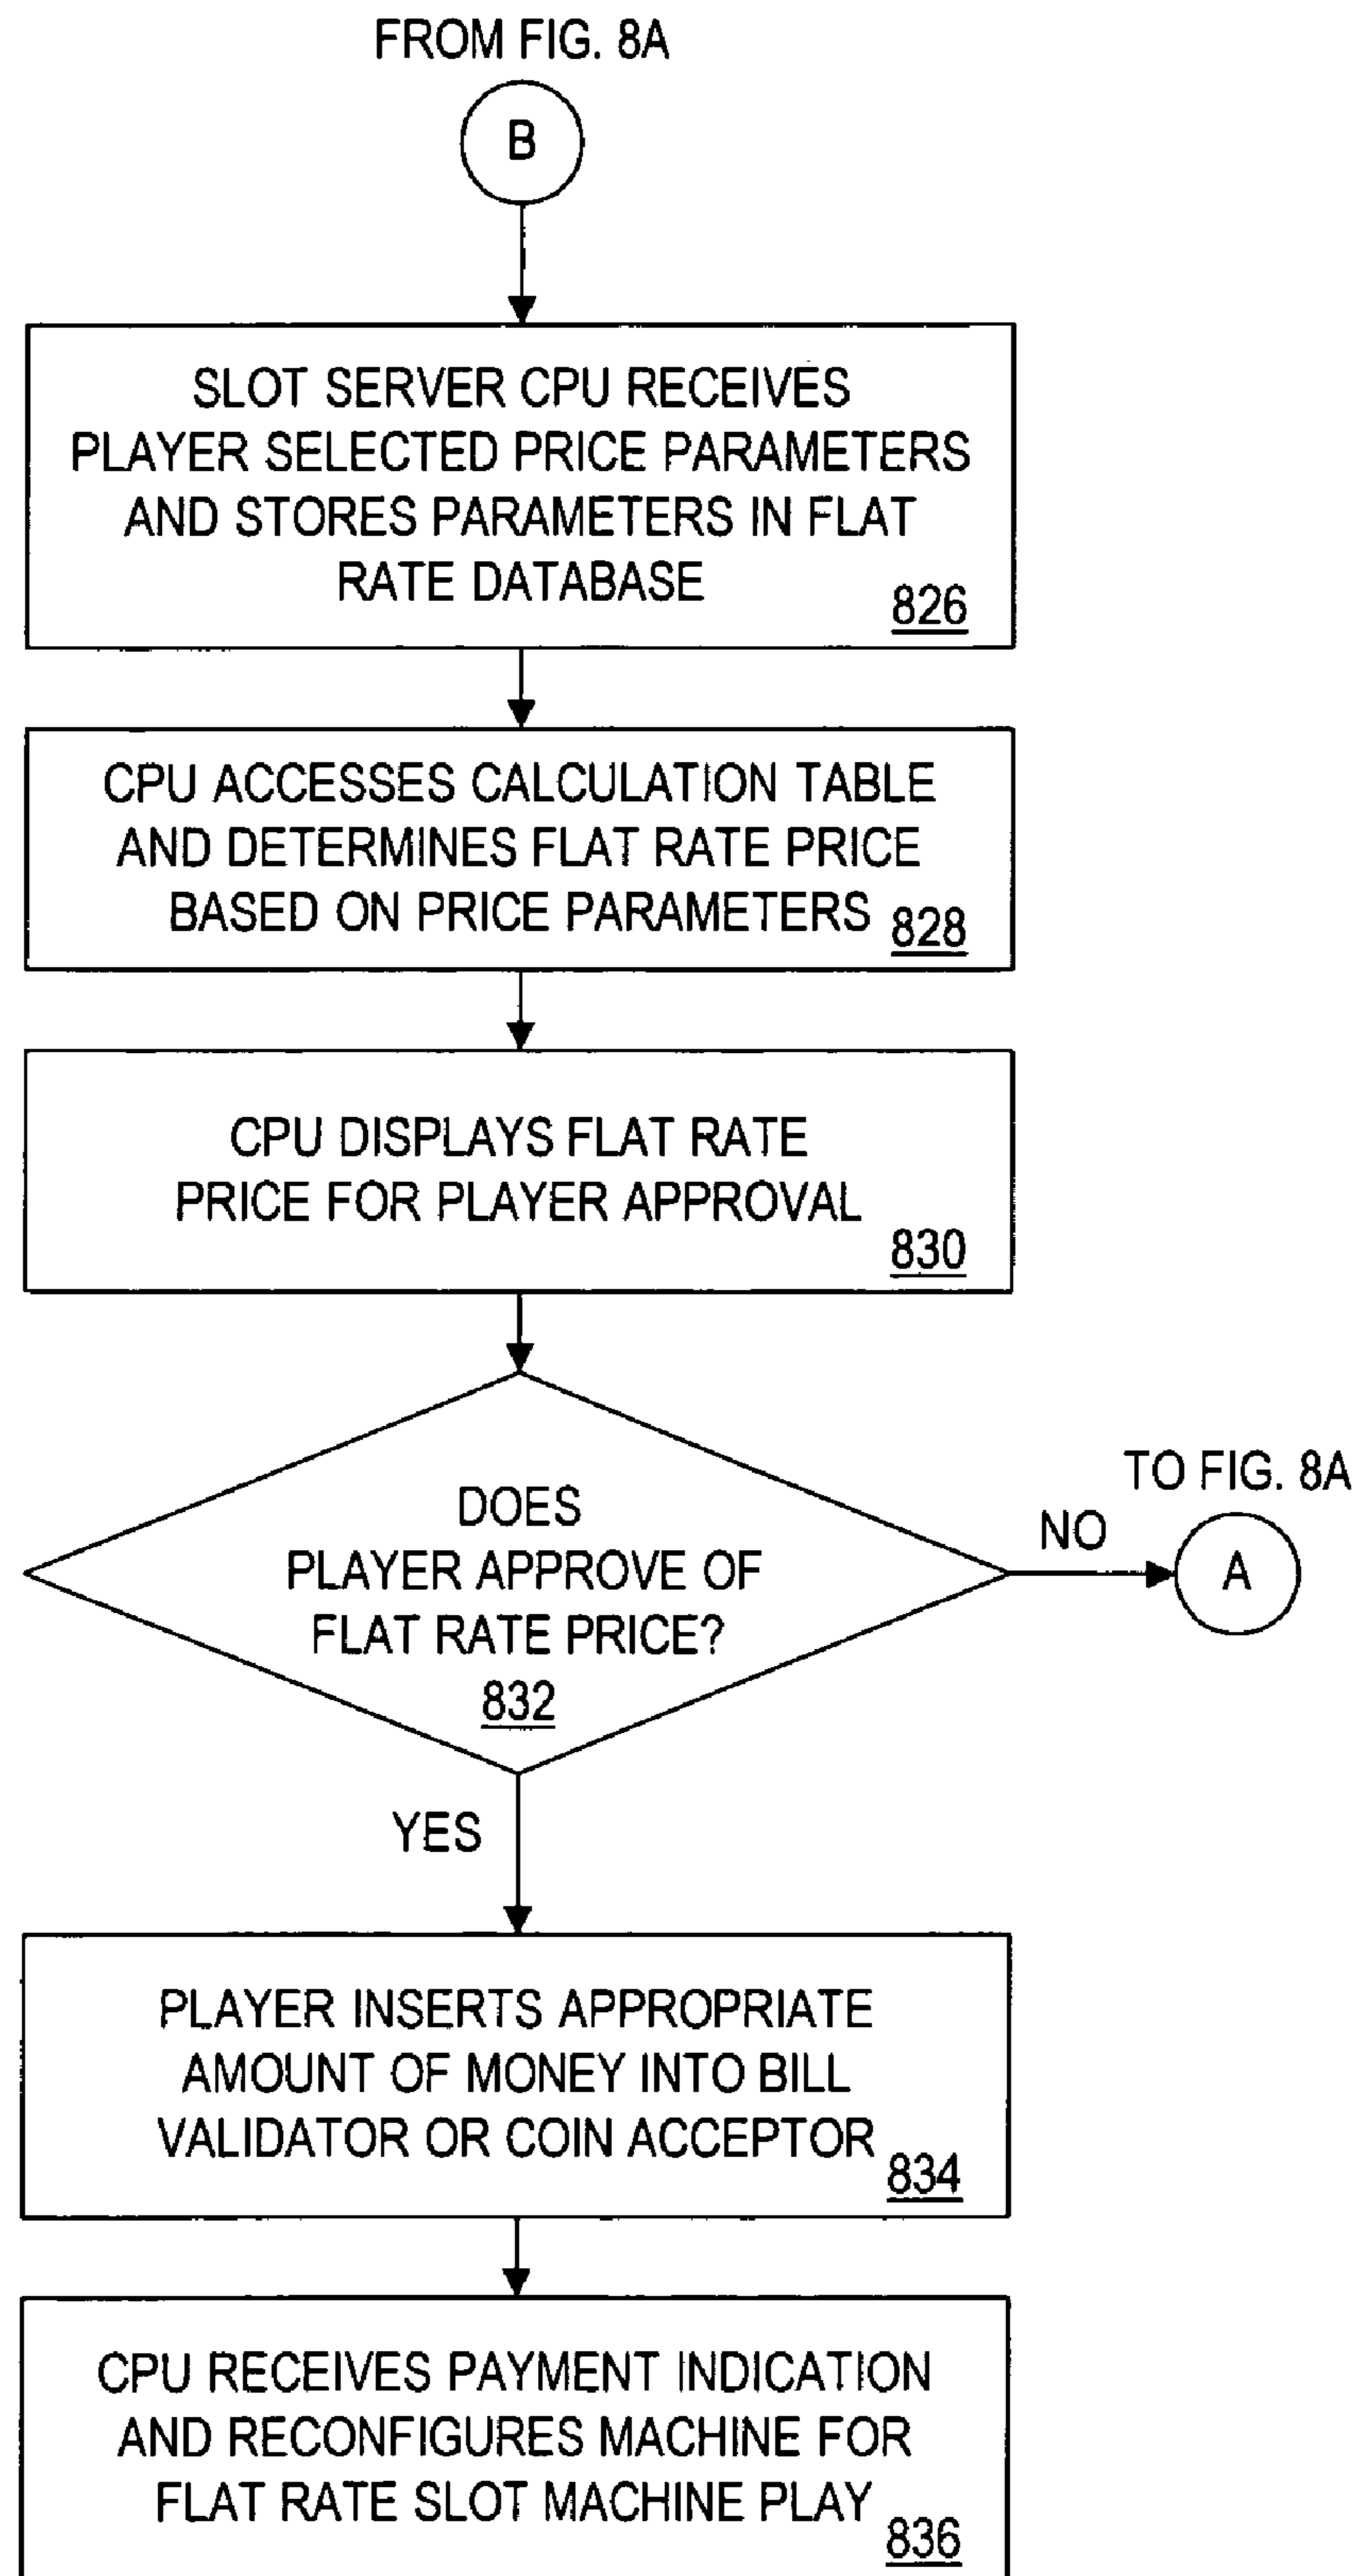 FROM FIG. 8A
B
SLOT SERVER CPU RECEIVES
PLAYER SELECTED PRICE PARAMETERS
AND STORES PARAMETERS IN FLAT
RATE DATABASE
826
CPU ACCESSES CALCULATION TABLE
AND DETERMINES FLAT RATE PRICE
BASED ON PRICE PARAMETERS
828
CPU DISPLAYS FLAT RATE
PRICE FOR PLAYER APPROVAL
830
DOES
PLAYER APPROVE OF
FLAT RATE PRICE?
832
NO
TO FIG. 8A
A
YES
PLAYER INSERTS APPROPRIATE
AMOUNT OF MONEY INTO BILL
VALIDATOR OR COIN ACCEPTOR
834
CPU RECEIVES PAYMENT INDICATION
AND RECONFIGURES MACHINE FOR
FLAT RATE SLOT MACHINE PLAY
836